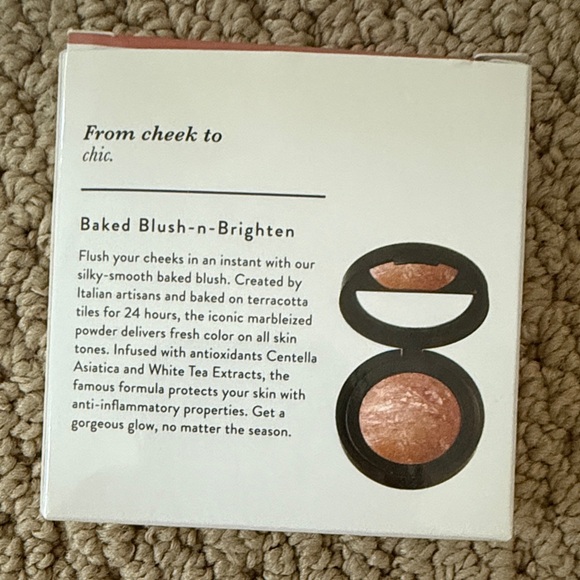 From cheek to
chic.
Baked Blush-n-Brighten
Flush your cheeks in an instant with our
silky-smooth baked blush. Created by
Italian artisans and baked on terracotta
tiles for 24 hours, the iconic marbleized
powder delivers fresh color on all skin
tones. Infused with antioxidants Centella
Asiatica and White Tea Extracts, the
famous formula protects your skin with
anti-inflammatory properties. Get a
gorgeous glow, no matter the season.